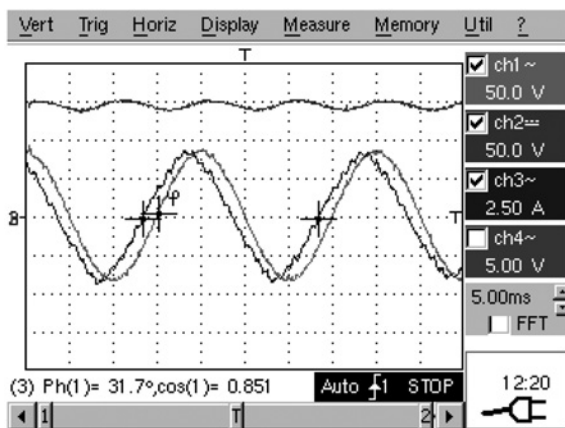 Vert Trig Horiz Display Measure Memory Util ?
T
ch1~
50.0 V
ch2
50.0 V
ch3~
2.50 A
ch4~
5.00 V
5.00ms
FFT
φ
T
(3) Ph(1)= 31.7°,cos(1)= 0.851
Auto 1 STOP
12:20
1 T 2